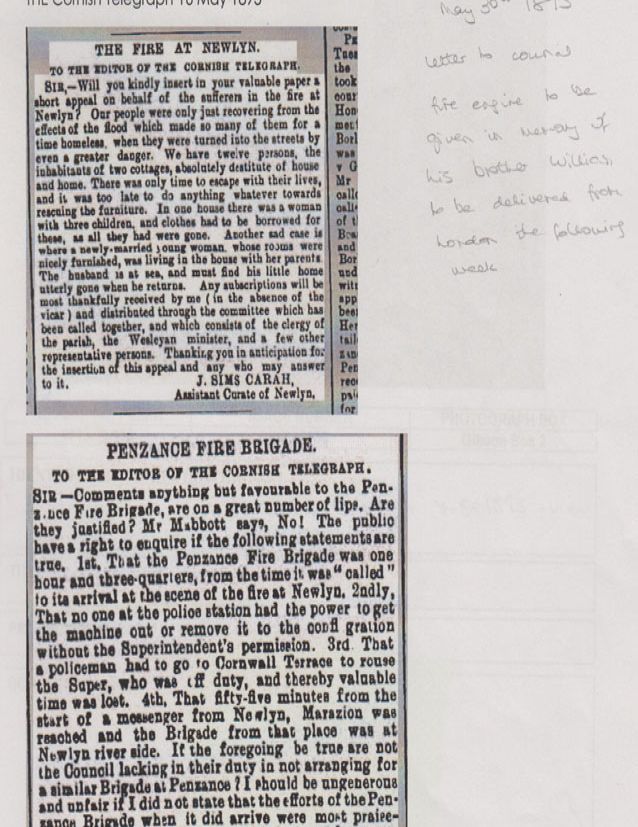 THE Cornish Telegraph 10 May 1895
THE FIRE AT NEWLYN.
TO THE EDITOR OF THE CORNISH TELEGRAPH.
SIR,—Will you kindly insert in your valuable paper a
short appeal on behalf of the sufferers in the fire at
Newlyn? Our people were only just recovering from the
effects of the flood which made so many of them for a
time homeless, when they were turned into the streets by
even a greater danger. We have twelve persons, the
inhabitants of two cottages, absolutely destitute of house
and home. There was only time to escape with their lives,
and it was too late to do anything whatever towards
rescuing the furniture. In one house there was a woman
with three children, and clothes had to be borrowed for
these, as all they had were gone. Another sad case is
where a newly-married young woman, whose rooms were
nicely furnished, was living in the house with her parents.
The husband is at sea, and must find his little home
utterly gone when he returns. Any subscriptions will be
most thankfully received by me (in the absence of the
vicar) and distributed through the committee which has
been called together, and which consists of the clergy of
the parish, the Wesleyan minister, and a few other
representative persons. Thanking you in anticipation for
the insertion of this appeal and any who may answer
to it. J. SIMS CARAH,
Assistant Curate of Newlyn,
PENZANCE FIRE BRIGADE.
TO THE EDITOR OF THE CORNISH TELEGRAPH.
SIR —Comments anything but favourable to the Pen-
z.nce Fire Brigade, are on a great number of lips. Are
they justified? Mr Mabbott says, No! The public
have a right to enquire if the following statements are
true. 1st, That the Penzance Fire Brigade was one
hour and three-quarters, from the time it was "called"
to its arrival at the scene of the fire at Newlyn. 2ndly,
That no one at the police station had the power to get
the machine out or remove it to the confl gration
without the Superintendent's permission. 3rd. That
a policeman had to go to Cornwall Terrace to rouse
the Super, who was off duty, and thereby valuable
time was lost. 4th, That fifty-five minutes from the
start of a messenger from Newlyn, Marazion was
reached and the Brigade from that place was at
Newlyn river side. If the foregoing be true are not
the Council lacking in their duty in not arranging for
a similar Brigade at Penzance? I should be ungenerous
and unfair if I did not state that the efforts of the Pen-
zance Brigade when it did arrive were most praise-
May 30th
letter to council
fire engine to be
given in memory of
his brother William,
to be delivered from
London the following
week